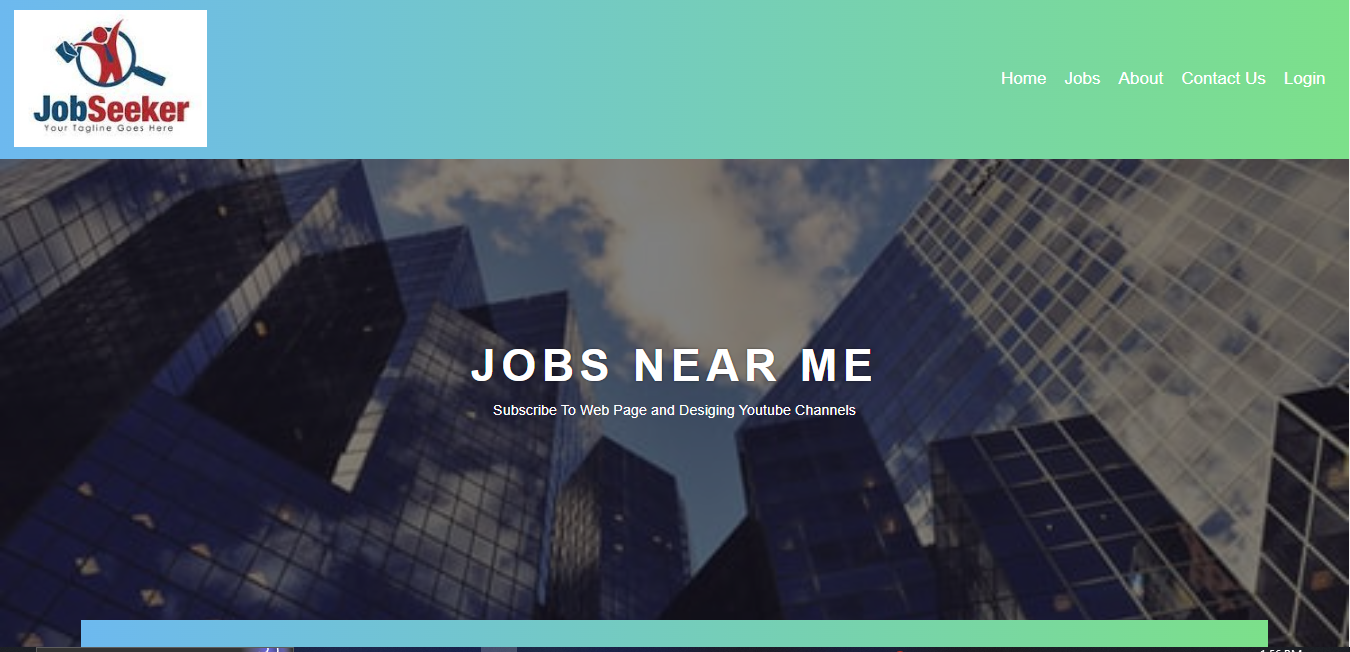 JobSeeker
Your Tagline Goes Here
Home Jobs About Contact Us Login
JOBS NEAR ME
Subscribe To Web Page and Desiging Youtube Channels